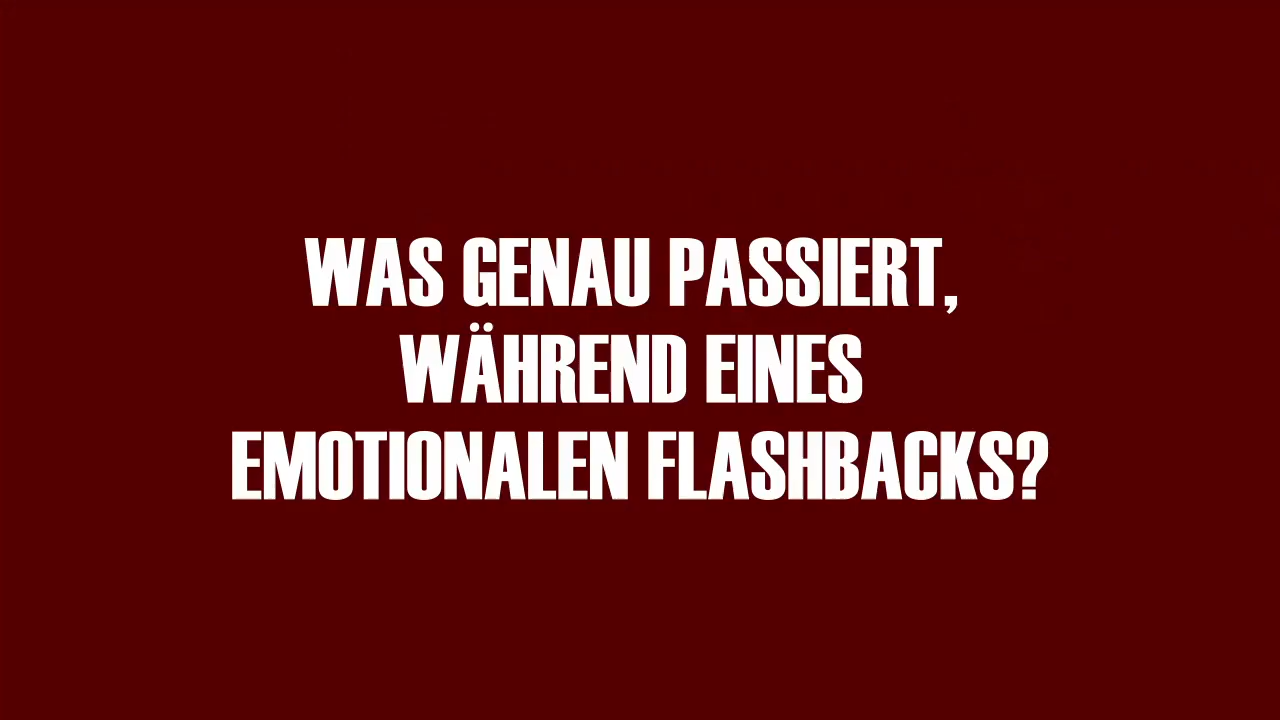 WAS GENAU PASSIERT,
WÄHREND EINES
EMOTIONALEN FLASHBACKS?